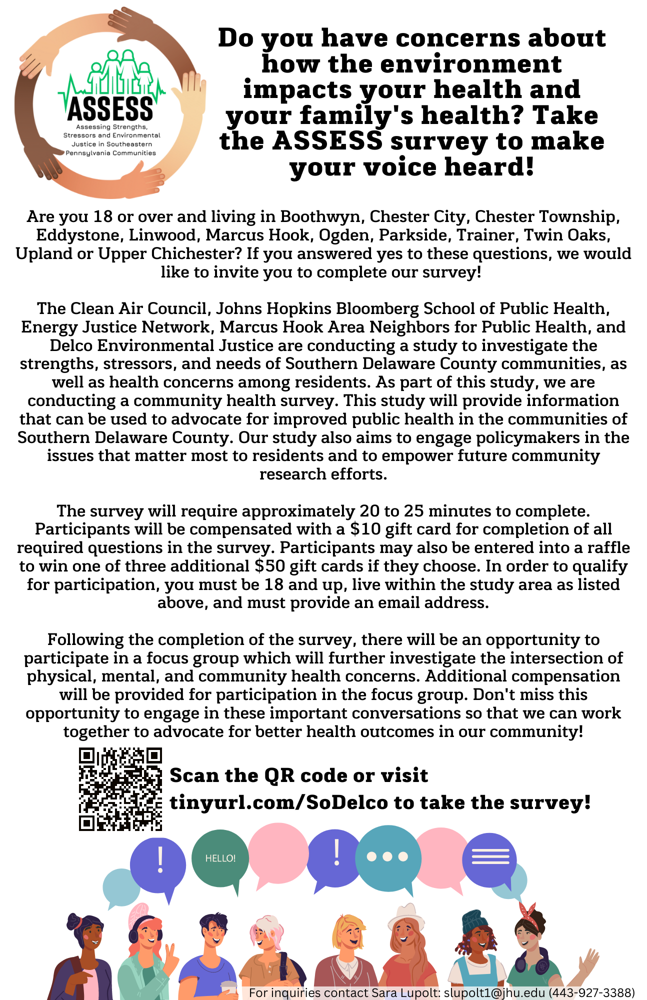 ASSESS
Assessing Strengths,
Stressors and Environmental
Justice in Southeastern
Pennsylvania Communities
Do you have concerns about
how the environment
impacts your health and
your family's health? Take
the ASSESS survey to make
your voice heard!
Are you 18 or over and living in Boothwyn, Chester City, Chester Township,
Eddystone, Linwood, Marcus Hook, Ogden, Parkside, Trainer, Twin Oaks,
Upland or Upper Chichester? If you answered yes to these questions, we would
like to invite you to complete our survey!
The Clean Air Council, Johns Hopkins Bloomberg School of Public Health,
Energy Justice Network, Marcus Hook Area Neighbors for Public Health, and
Delco Environmental Justice are conducting a study to investigate the
strengths, stressors, and needs of Southern Delaware County communities, as
well as health concerns among residents. As part of this study, we are
conducting a community health survey. This study will provide information
that can be used to advocate for improved public health in the communities of
Southern Delaware County. Our study also aims to engage policymakers in the
issues that matter most to residents and to empower future community
research efforts.
The survey will require approximately 20 to 25 minutes to complete.
Participants will be compensated with a $10 gift card for completion of all
required questions in the survey. Participants may also be entered into a raffle
to win one of three additional $50 gift cards if they choose. In order to qualify
for participation, you must be 18 and up, live within the study area as listed
above, and must provide an email address.
Following the completion of the survey, there will be an opportunity to
participate in a focus group which will further investigate the intersection of
physical, mental, and community health concerns. Additional compensation
will be provided for participation in the focus group. Don't miss this
opportunity to engage in these important conversations so that we can work
together to advocate for better health outcomes in our community!
Scan the QR code or visit
tinyurl.com/SoDelco to take the survey!
!
HELLO!
!
For inquiries contact Sara Lupolt: slupolt1@jhu.edu (443-927-3388)